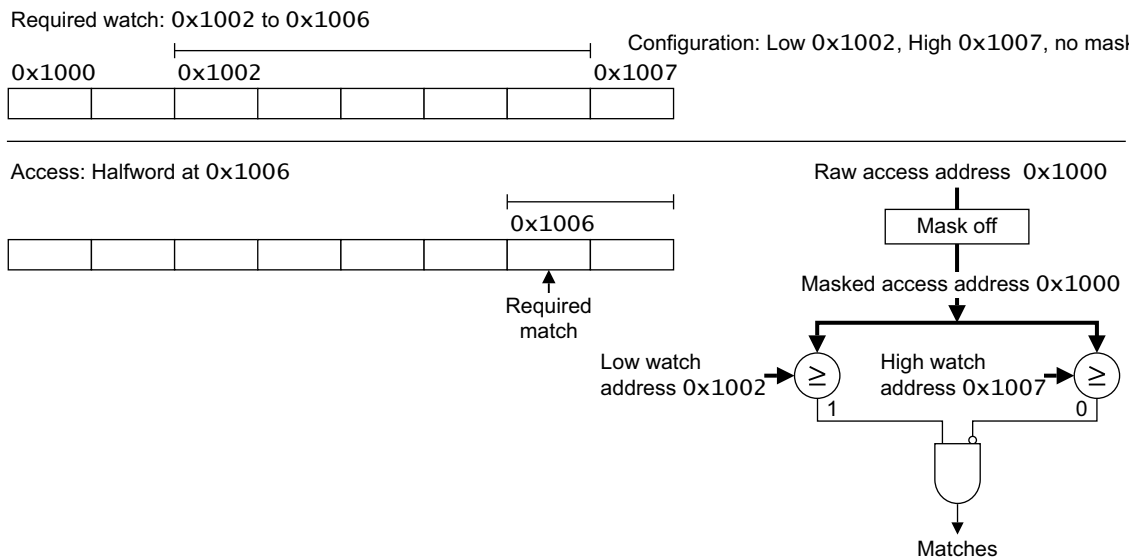 Required watch: 0x1002 to 0x1006
Configuration: Low 0x1002, High 0x1007, no mask
0x1000
0x1002
0x1007
Access: Halfword at 0x1006
0x1006
Required
match
Raw access address 0x1000
Mask off
Masked access address 0x1000
Low watch
address 0x1002
≥
High watch
address 0x1007
≥
1
0
Matches